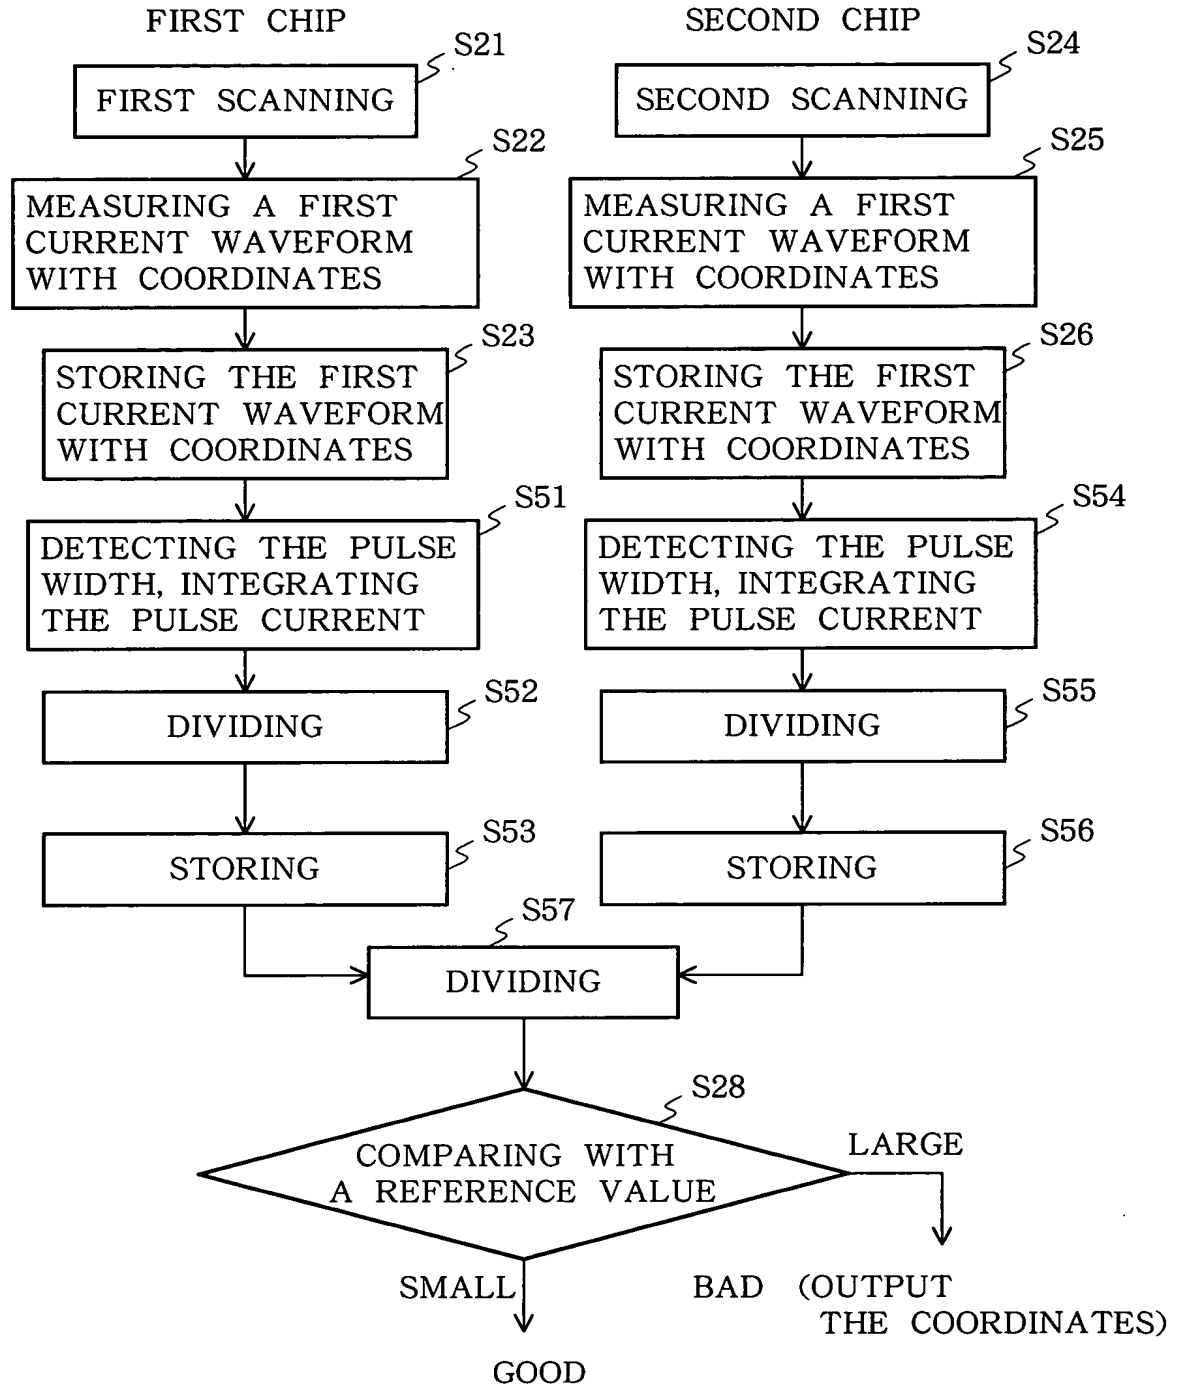 FIRST CHIP
S21
FIRST SCANNING
S22
MEASURING A FIRST
CURRENT WAVEFORM
WITH COORDINATES
S23
STORING THE FIRST
CURRENT WAVEFORM
WITH COORDINATES
S51
DETECTING THE PULSE
WIDTH, INTEGRATING
THE PULSE CURRENT
S52
DIVIDING
S53
STORING
SECOND CHIP
S24
SECOND SCANNING
S25
MEASURING A FIRST
CURRENT WAVEFORM
WITH COORDINATES
S26
STORING THE FIRST
CURRENT WAVEFORM
WITH COORDINATES
S54
DETECTING THE PULSE
WIDTH, INTEGRATING
THE PULSE CURRENT
S55
DIVIDING
S56
STORING
S57
DIVIDING
S28
COMPARING WITH
A REFERENCE VALUE
LARGE
SMALL
BAD (OUTPUT
THE COORDINATES)
GOOD